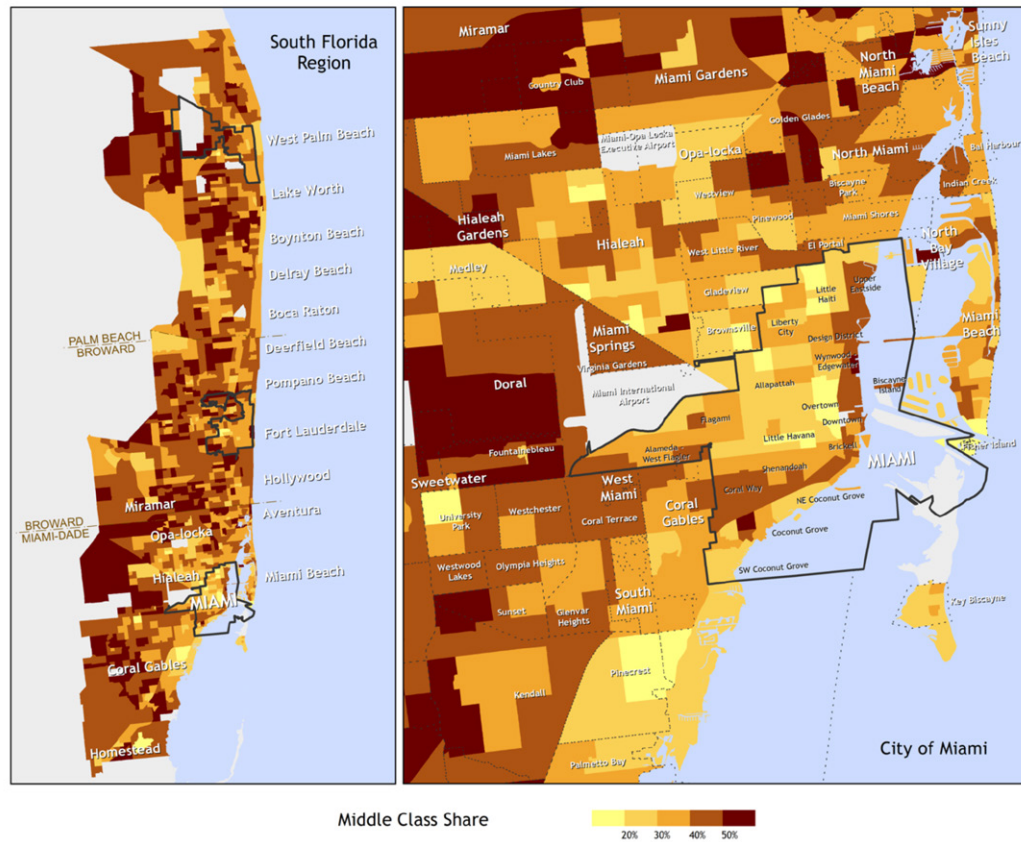 South Florida
Region
West Palm Beach
Lake Worth
Boynton Beach
Delray Beach
Boca Raton
PALM BEACH
BROWARD
Deerfield Beach
Pompano Beach
Fort Lauderdale
Hollywood
Miramar
Aventura
BROWARD
MIAMI-DADE
Opa-locka
Hialeah
Miami Beach
MIAMI
Coral Gables
Homestead
Miramar
Sunny
Isles
Beach
North
Miami
Beach
Country Club
Miami Gardens
Golden Glades
Miami-Opa Locka
Executive Airport
Miami Lakes
Opa-locka
North Miami
Bal Harbour
Biscayne
Park
Indian Creek
Westview
Hialeah
Gardens
Pinewood
Miami Shores
Hialeah
West Little River
El Portal
North
Bay
Village
Medley
Gladeview
Little
Haiti
Upper
Eastside
Miami
Springs
Brownsville
Liberty
City
Design District
Miami
Beach
Virginia Gardens
Wynwood
Edgewater
Doral
Miami International
Airport
Allapattah
Biscayne
Island
Overtown
Flagami
Downtown
Little Havana
Fountainebleau
Alameda
West Flagler
Brickell
MIAMI
Fisher Island
Sweetwater
West
Miami
Shenandoah
Coral Way
NE Coconut Grove
University
Park
Westchester
Coral Terrace
Coral
Gables
Coconut Grove
Westwood
Lakes
Olympia Heights
SW Coconut Grove
South
Miami
Sunset
Glenvar
Heights
Key Biscayne
Pinecrest
Kendall
Palmetto Bay
City of Miami
Middle Class Share
20% 30% 40% 50%